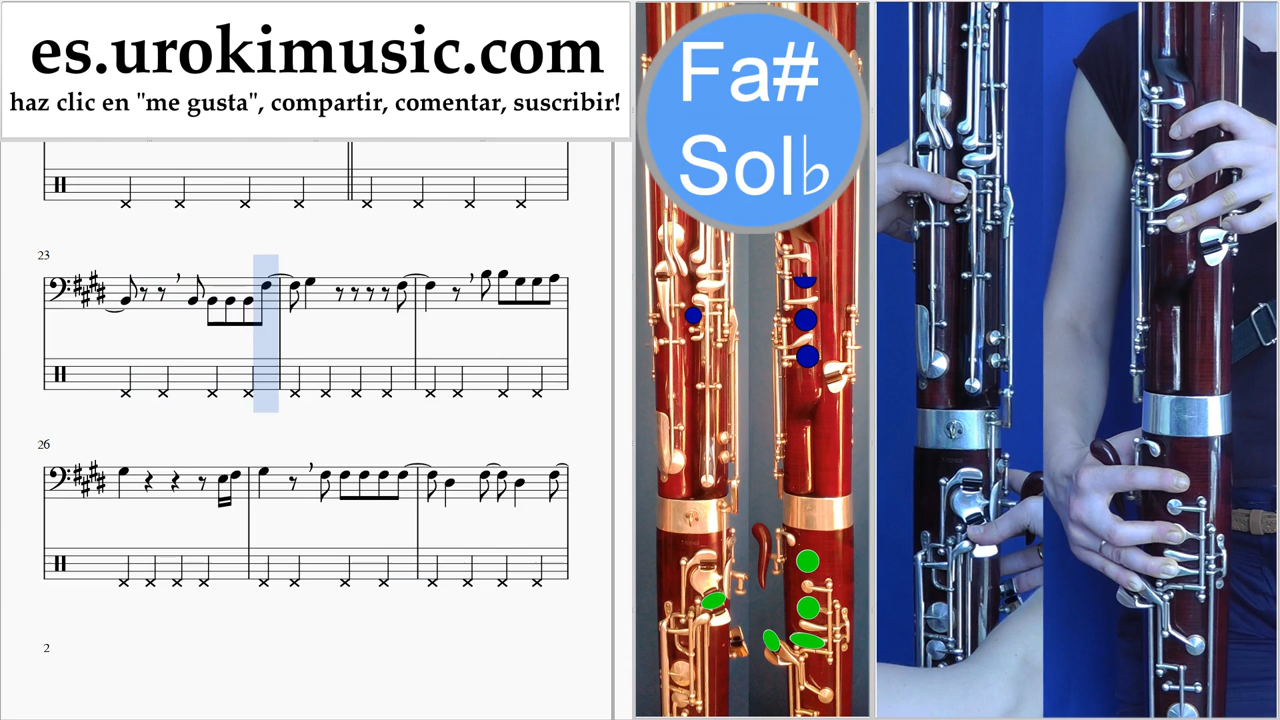 es.urokimusic.com
haz clic en "me gusta", compartir, comentar, suscribir!
Fa#
Sol♭
23
26
2